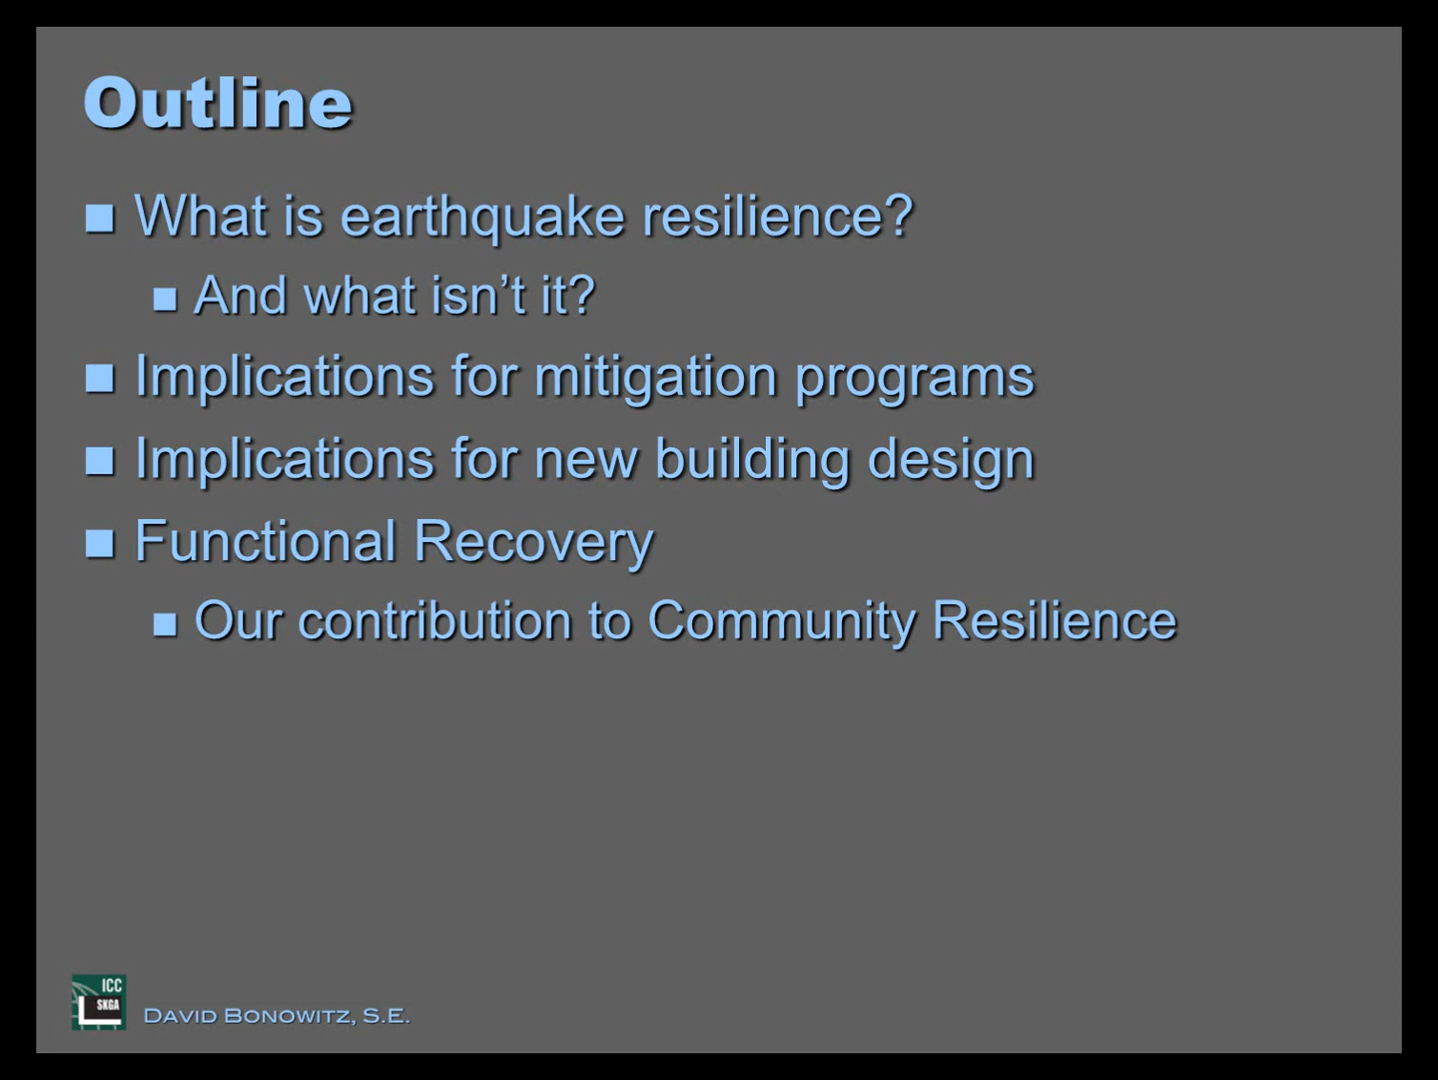 Outline
What is earthquake resilience?
And what isn't it?
Implications for mitigation programs
Implications for new building design
Functional Recovery
Our contribution to Community Resilience
ICC
SKGA
David Bonowitz, S.E.